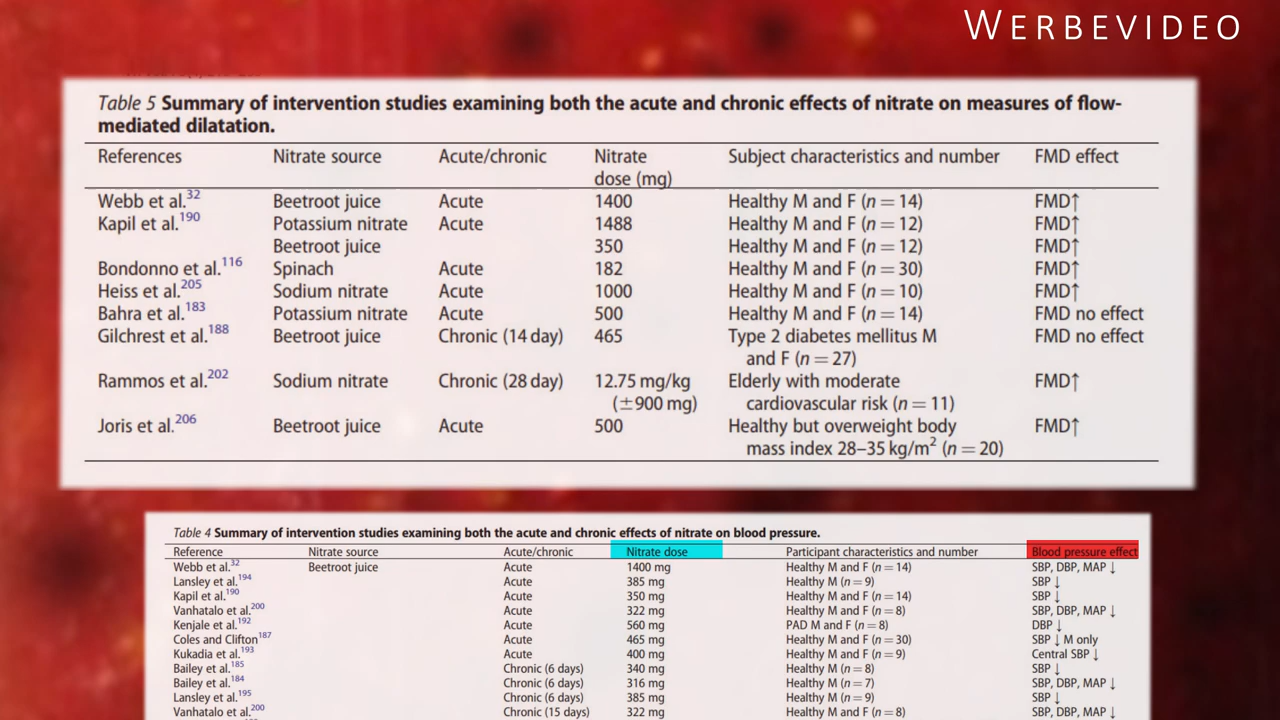 WERBEVIDEO
Table 5 Summary of intervention studies examining both the acute and chronic effects of nitrate on measures of flow-
mediated dilatation.
References Nitrate source Acute/chronic Nitrate dose (mg) Subject characteristics and number FMD effect
Webb et al.32 Beetroot juice Acute 1400 Healthy M and F (n = 14) FMD↑
Kapil et al.190 Potassium nitrate Acute 1488 Healthy M and F (n = 12) FMD↑
Beetroot juice 350 Healthy M and F (n = 12) FMD↑
Bondonno et al.116 Spinach Acute 182 Healthy M and F (n = 30) FMD↑
Heiss et al.205 Sodium nitrate Acute 1000 Healthy M and F (n = 10) FMD↑
Bahra et al.183 Potassium nitrate Acute 500 Healthy M and F (n = 14) FMD no effect
Gilchrest et al.188 Beetroot juice Chronic (14 day) 465 Type 2 diabetes mellitus M FMD no effect
and F (n = 27)
Rammos et al.202 Sodium nitrate Chronic (28 day) 12.75 mg/kg Elderly with moderate FMD↑
(±900 mg) cardiovascular risk (n = 11)
Joris et al.206 Beetroot juice Acute 500 Healthy but overweight body FMD↑
mass index 28–35 kg/m2 (n = 20)
Table 4 Summary of intervention studies examining both the acute and chronic effects of nitrate on blood pressure.
Reference Nitrate source Acute/chronic Nitrate dose Participant characteristics and number Blood pressure effect
Webb et al.32 Beetroot juice Acute 1400 mg Healthy M and F (n = 14) SBP, DBP, MAP ↓
Lansley et al.194 Acute 385 mg Healthy M (n = 9) SBP ↓
Kapil et al.190 Acute 350 mg Healthy M and F (n = 14) SBP ↓
Vanhatalo et al.200 Acute 322 mg Healthy M and F (n = 8) SBP, DBP, MAP ↓
Kenjale et al.192 Acute 560 mg PAD M and F (n = 8) DBP ↓
Coles and Clifton187 Acute 465 mg Healthy M and F (n = 30) SBP ↓ M only
Kukadia et al.193 Acute 400 mg Healthy M and F (n = 9) Central SBP ↓
Bailey et al.185 Chronic (6 days) 340 mg Healthy M (n = 8) SBP ↓
Bailey et al.184 Chronic (6 days) 316 mg Healthy M (n = 7) SBP, DBP, MAP ↓
Lansley et al.195 Chronic (6 days) 385 mg Healthy M (n = 9) SBP ↓
Vanhatalo et al.200 Chronic (15 days) 322 mg Healthy M and F (n = 8) SBP, DBP, MAP ↓